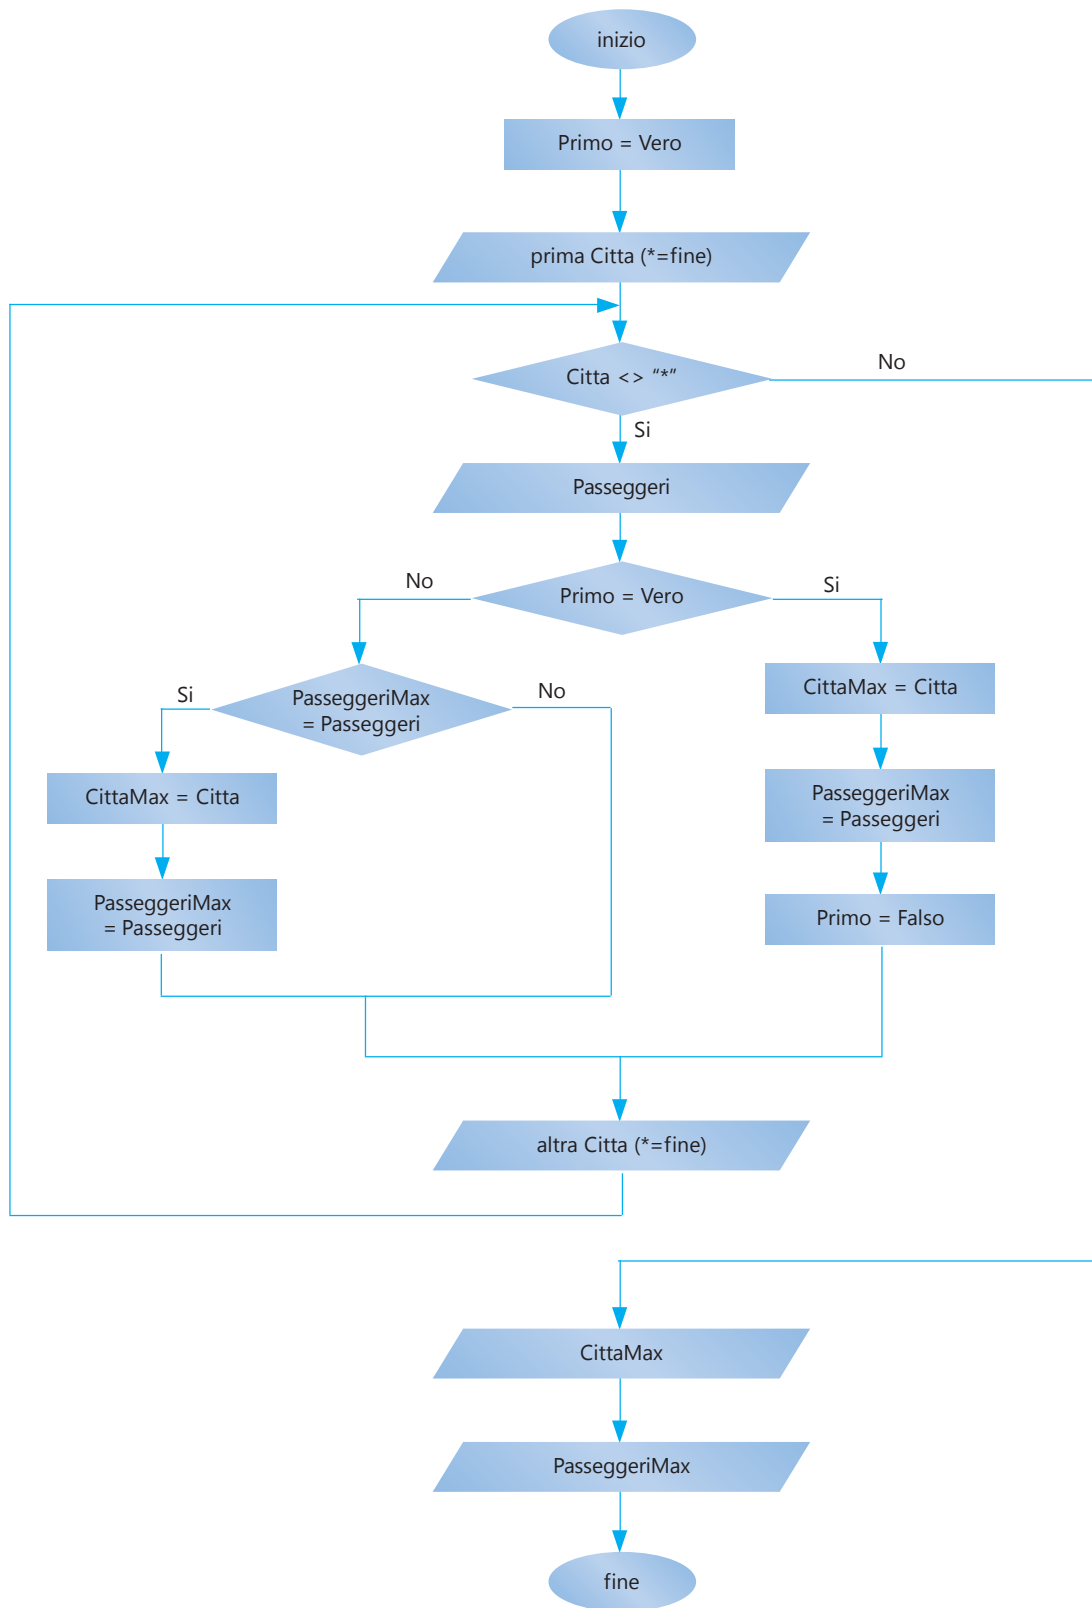 inizio
Primo = Vero
prima Citta (*=fine)
Citta <> “*”
No
Si
Passeggeri
No
Primo = Vero
Si
Si
PasseggeriMax
= Passeggeri
No
CittaMax = Citta
CittaMax = Citta
PasseggeriMax
= Passeggeri
PasseggeriMax
= Passeggeri
Primo = Falso
altra Citta (*=fine)
CittaMax
PasseggeriMax
fine